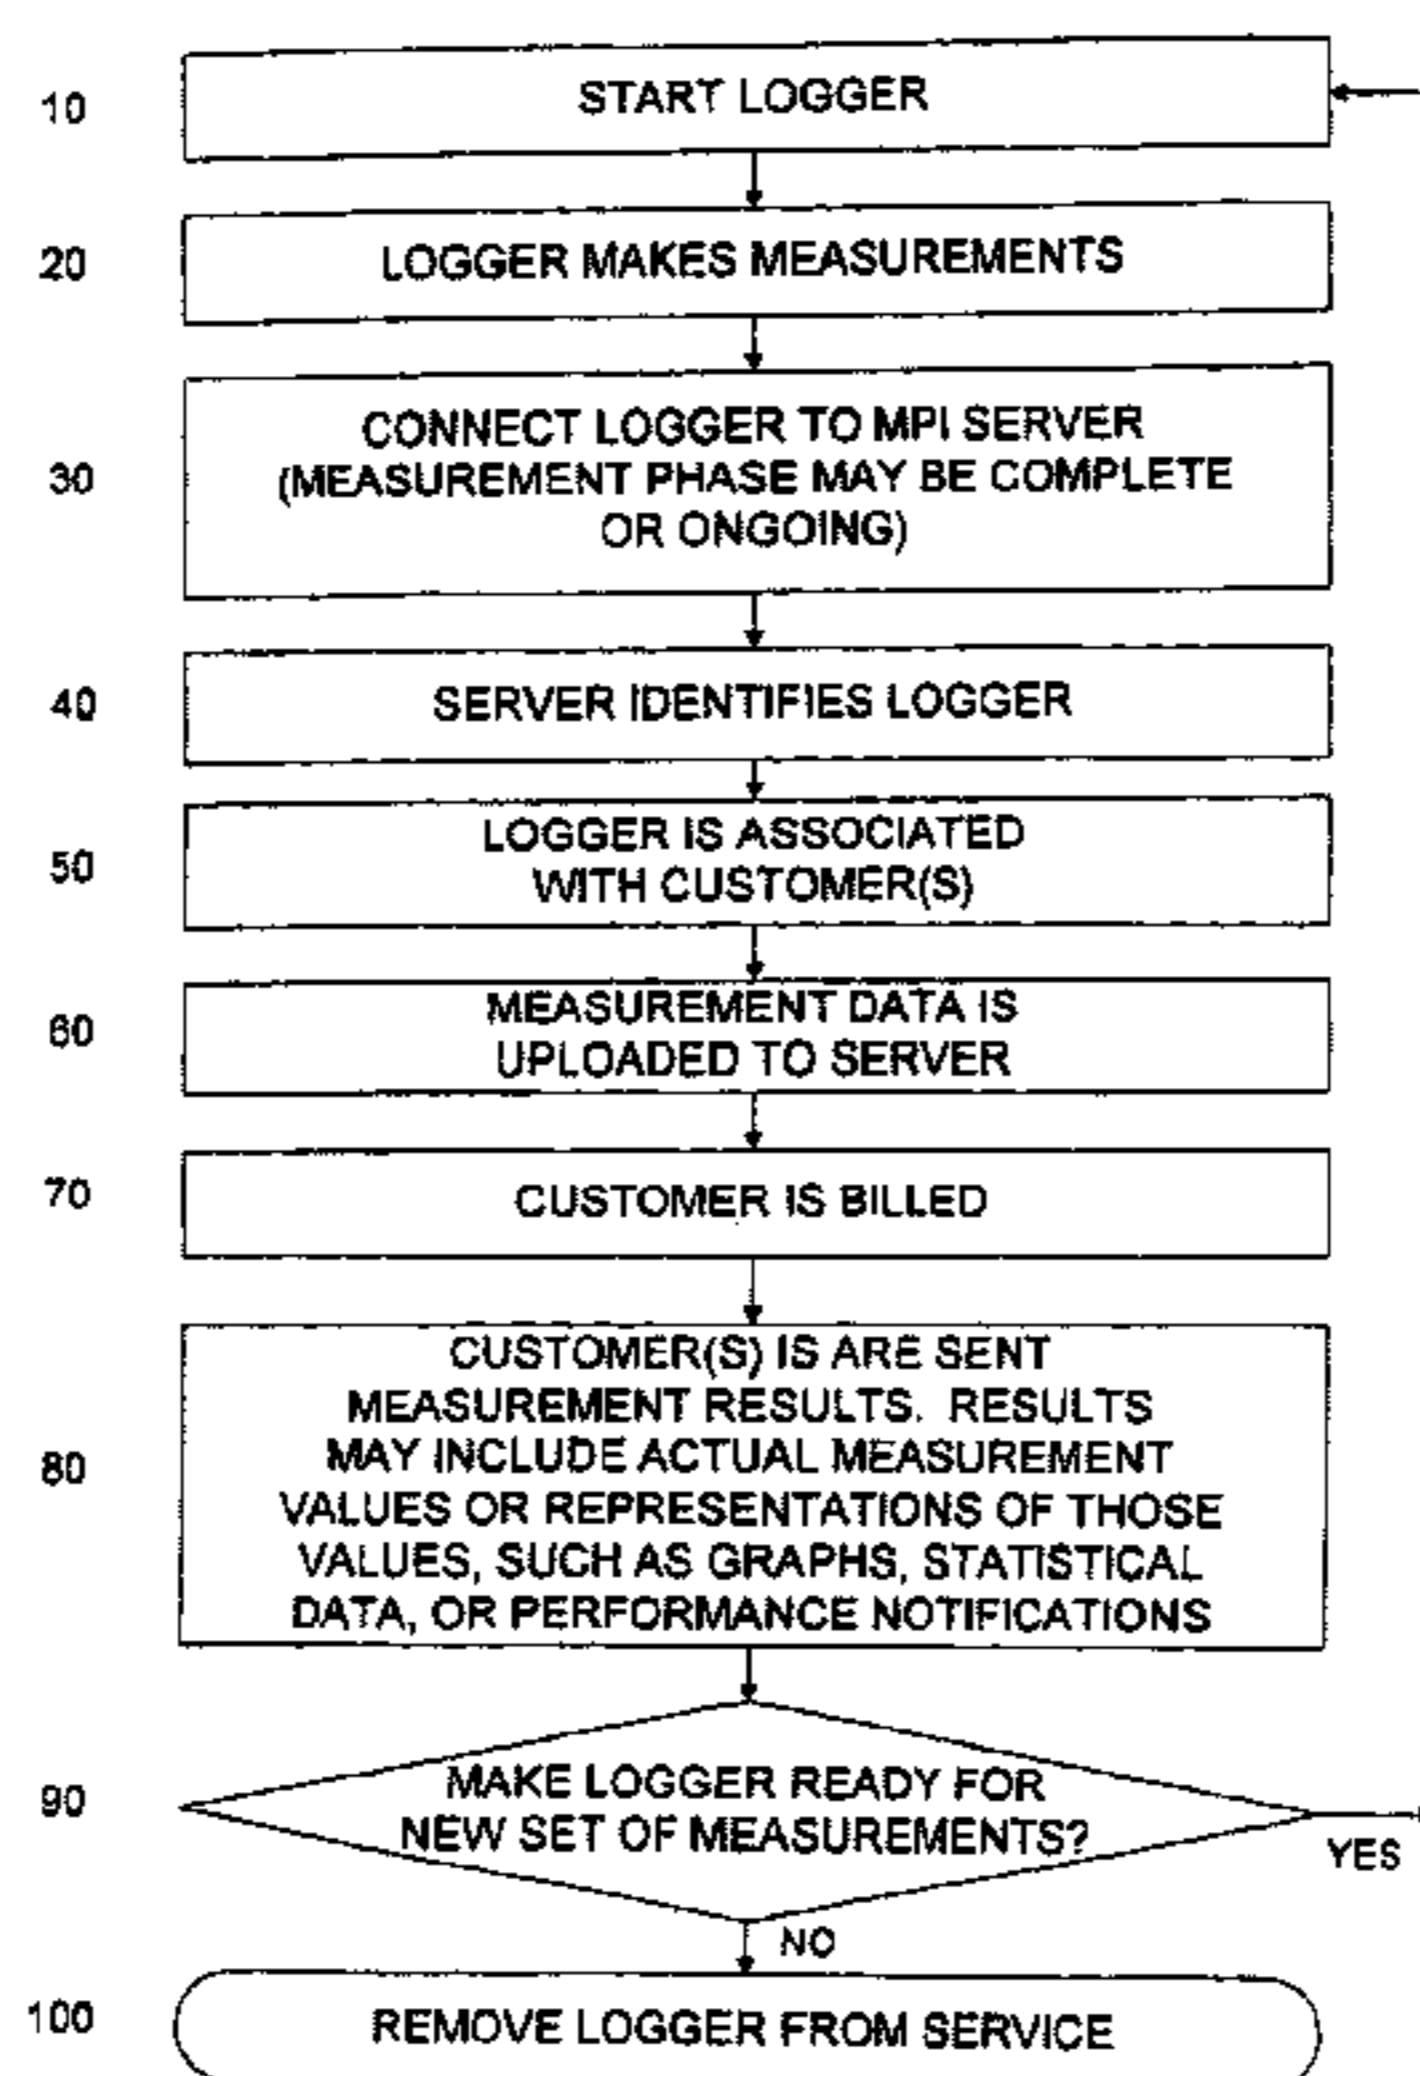 10
START LOGGER
20
LOGGER MAKES MEASUREMENTS
30
CONNECT LOGGER TO MPI SERVER
(MEASUREMENT PHASE MAY BE COMPLETE
OR ONGOING)
40
SERVER IDENTIFIES LOGGER
50
LOGGER IS ASSOCIATED
WITH CUSTOMER(S)
60
MEASUREMENT DATA IS
UPLOADED TO SERVER
70
CUSTOMER IS BILLED
80
CUSTOMER(S) IS ARE SENT
MEASUREMENT RESULTS. RESULTS
MAY INCLUDE ACTUAL MEASUREMENT
VALUES OR REPRESENTATIONS OF THOSE
VALUES, SUCH AS GRAPHS, STATISTICAL
DATA, OR PERFORMANCE NOTIFICATIONS
90
MAKE LOGGER READY FOR
NEW SET OF MEASUREMENTS?
YES
NO
100
REMOVE LOGGER FROM SERVICE